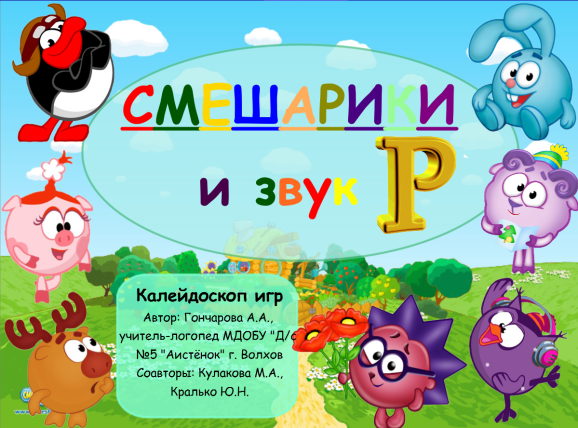 СМЕШАРИКИ
и звук Р
Калейдоскоп игр
Автор: Гончарова А.А.,
учитель-логопед МДОБУ "Д/с
№5 "Аистёнок" г. Волхов
Соавторы: Кулакова М.А.,
Кралько Ю.Н.